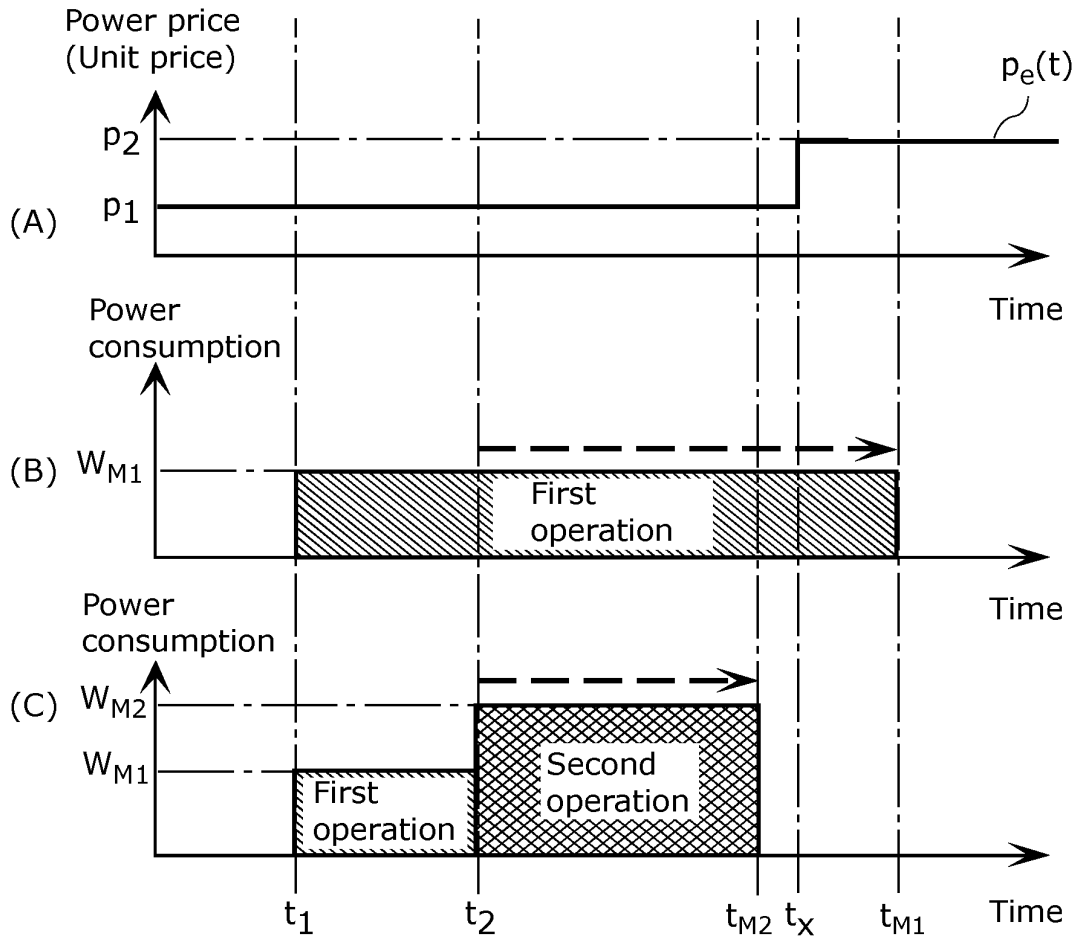 Power price
(Unit price)
pe(t)
p2
p1
(A)
Time
Power
consumption
(B)
WM1
First
operation
Time
Power
consumption
(C)
WM2
WM1
First
operation
Second
operation
t1
t2
tM2
tX
tM1
Time